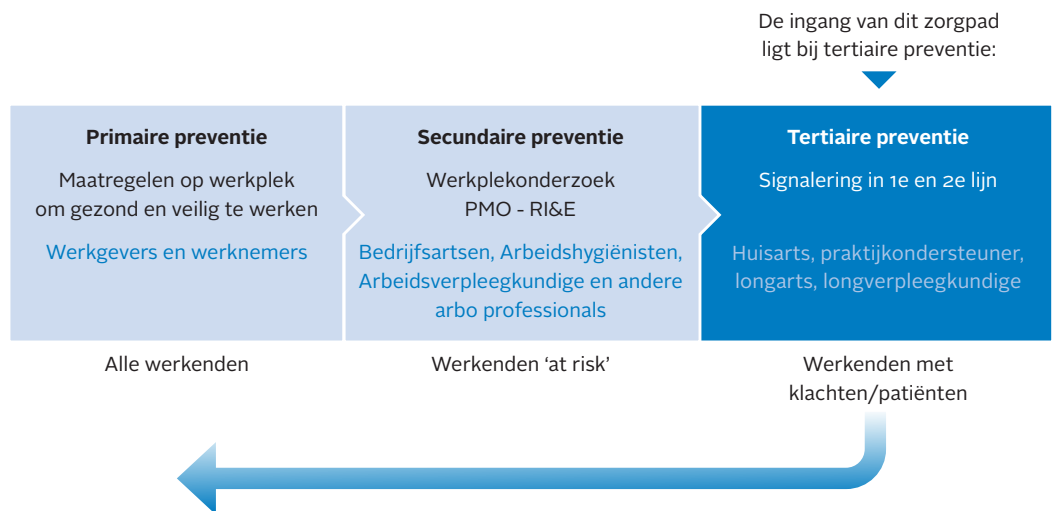 De ingang van dit zorgpad
ligt bij tertiaire preventie:
Primaire preventie
Maatregelen op werkplek
om gezond en veilig te werken
Werkgevers en werknemers
Alle werkenden
Secundaire preventie
Werkplekonderzoek
PMO - RI&E
Bedrijfsartsen, Arbeidshygiënisten,
Arbeidsverpleegkundige en andere
arbo professionals
Werkenden ‘at risk’
Tertiaire preventie
Signalering in 1e en 2e lijn
Huisarts, praktijkondersteuner,
longarts, longverpleegkundige
Werkenden met
klachten/patiënten